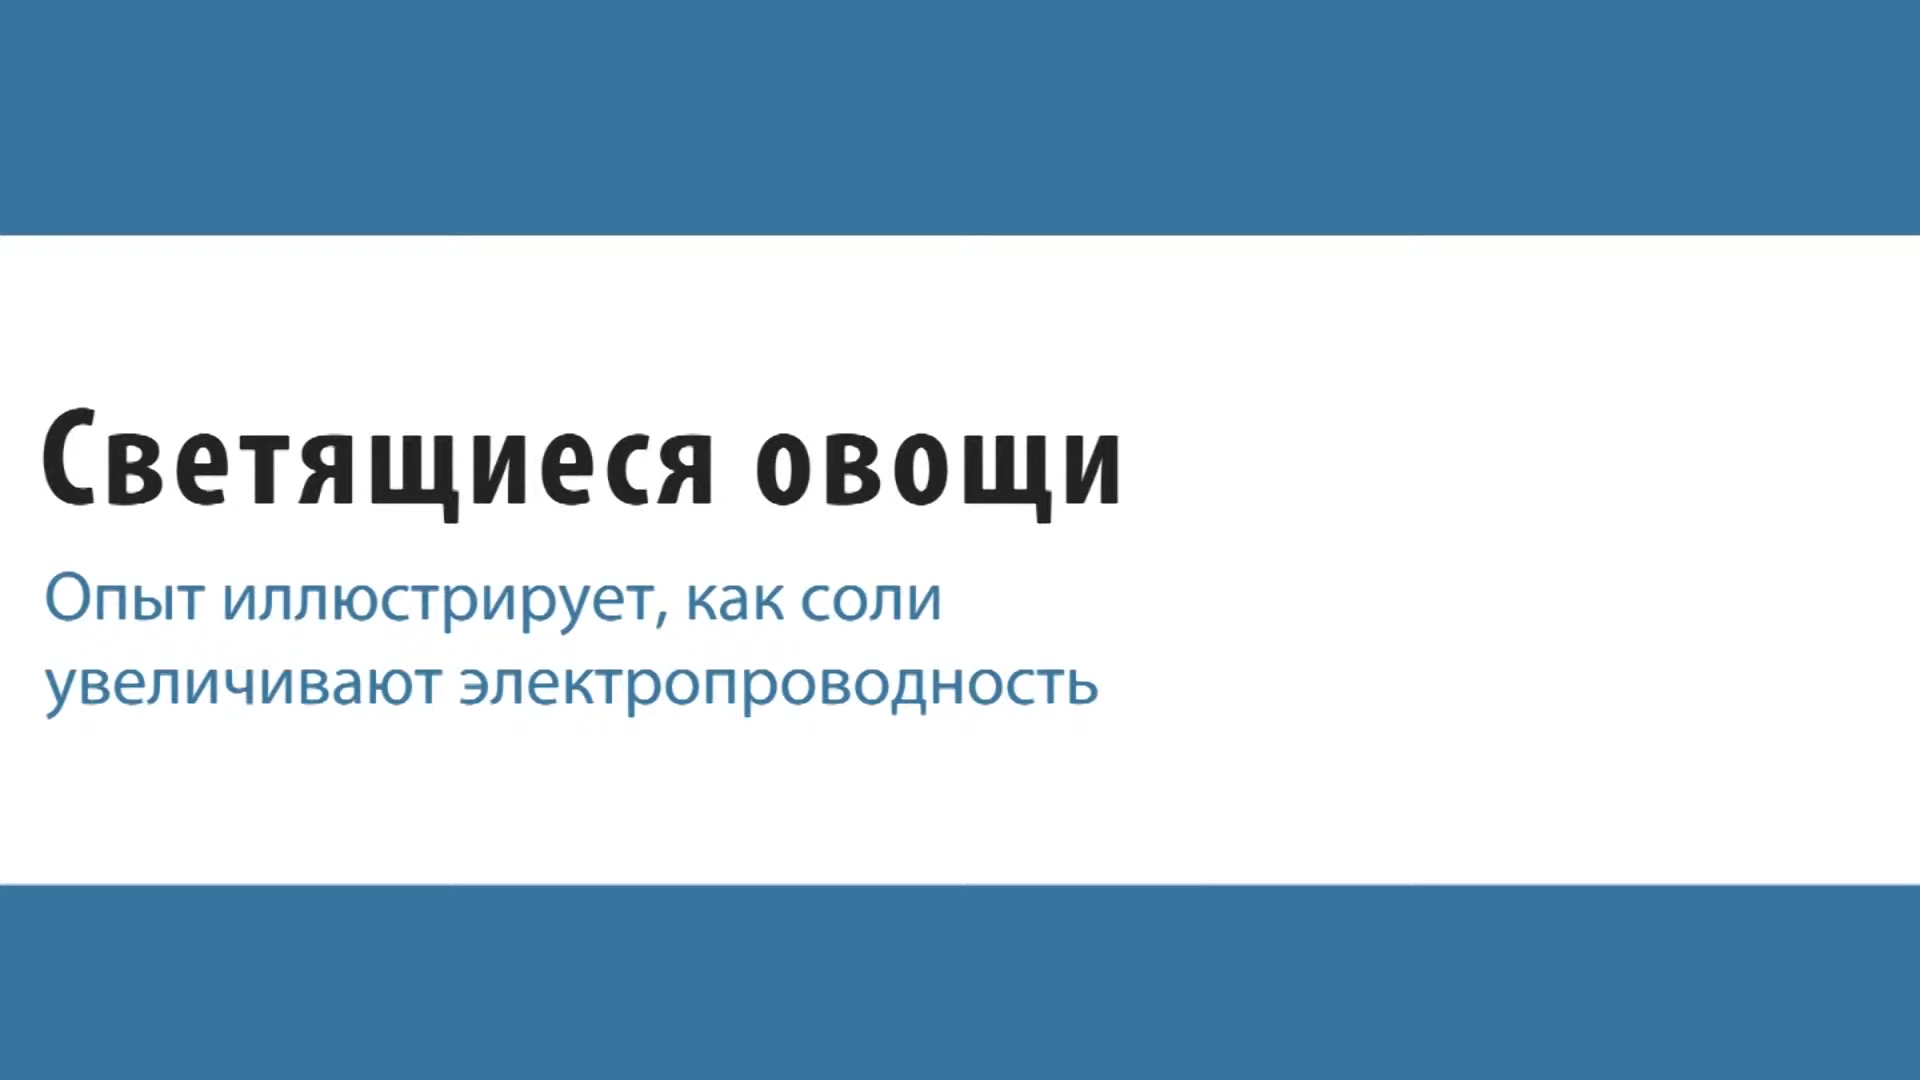 Светящиеся овощи
Опыт иллюстрирует, как соли
увеличивают электропроводность